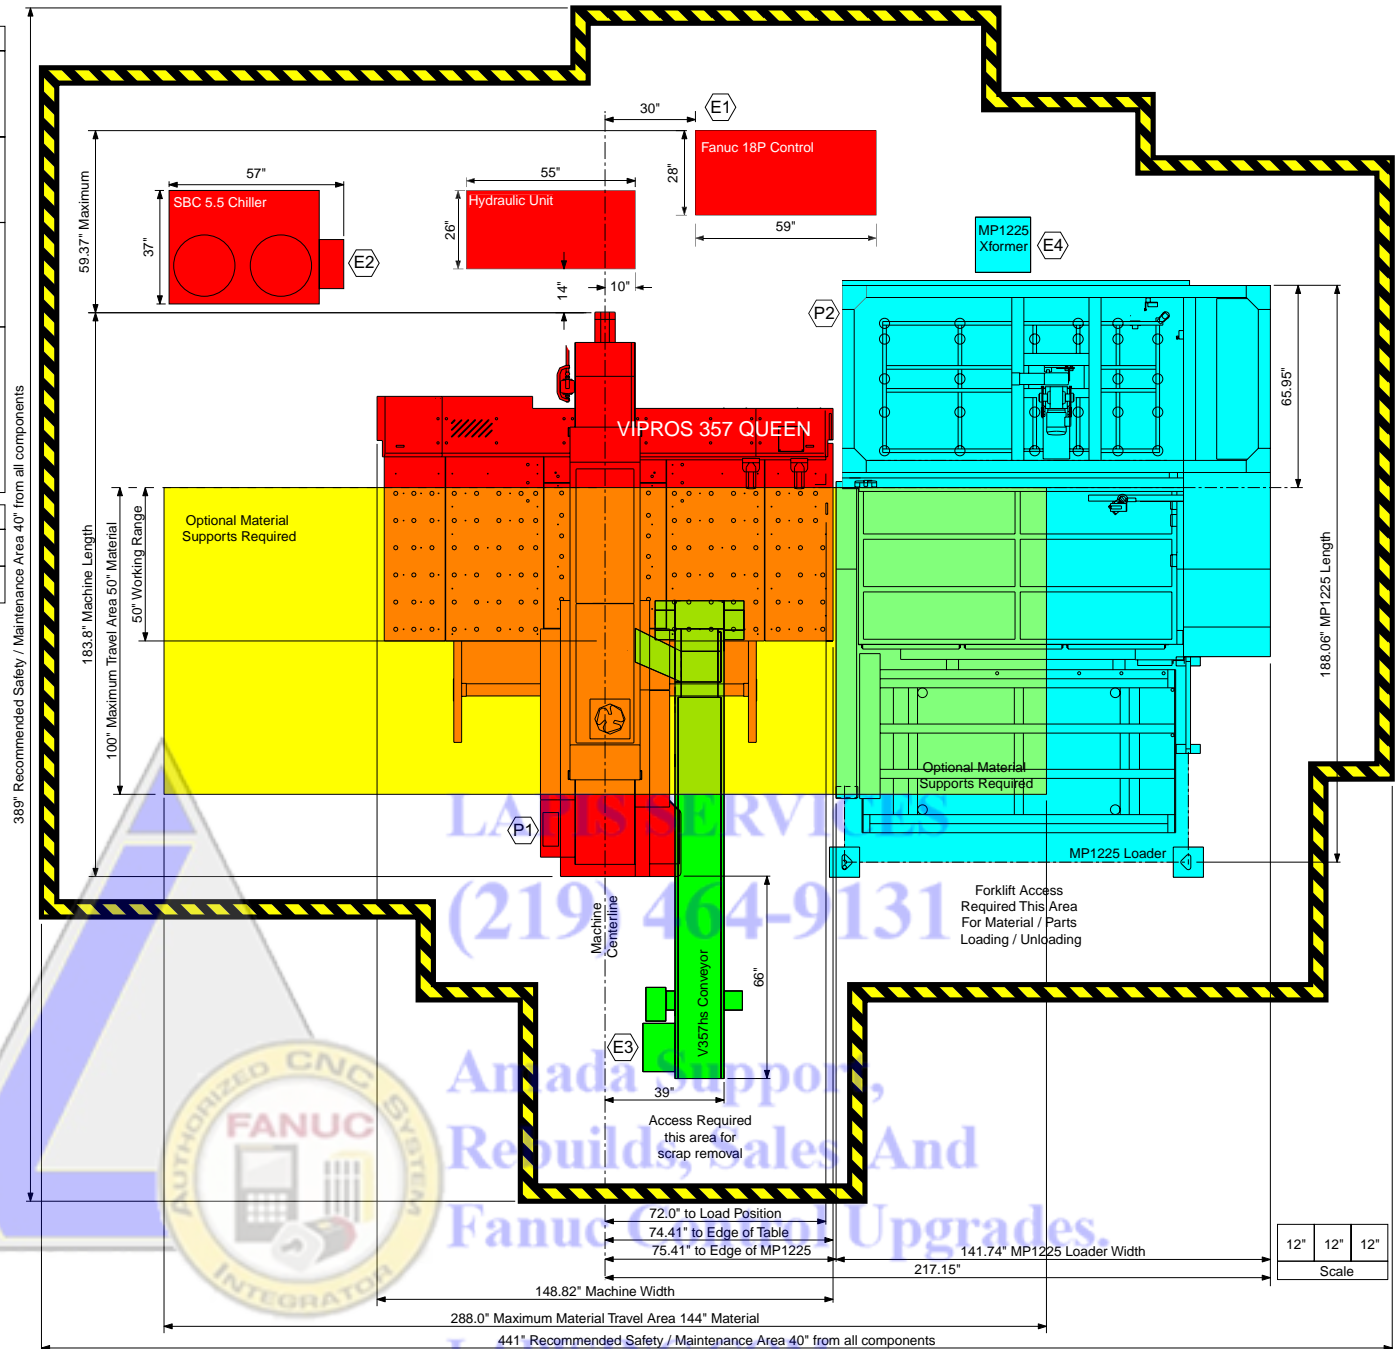 30"
E1
Fanuc 18P Control
28"
59"
57"
SBC 5.5 Chiller
37"
E2
55"
Hydraulic Unit
26"
14"
10"
59.37" Maximum
MP1225
Xformer
E4
P2
65.95"
VIPROS 357 QUEEN
Optional Material
Supports Required
50" Working Range
100" Maximum Travel Area 50" Material
183.8" Machine Length
389" Recommended Safety / Maintenance Area 40" from all components
188.06" MP1225 Length
Optional Material
Supports Required
P1
MP1225 Loader
LAPIS SERVICES
(219) 464-9131
Forklift Access
Required This Area
For Material / Parts
Loading / Unloading
Machine
Centerline
V357hs Conveyor
66"
E3
39"
Access Required
this area for
scrap removal
Amada Support,
Rebuilds, Sales And
Fanuc Control Upgrades.
AUTHORIZED CNC SYSTEM
FANUC
INTEGRATOR
72.0" to Load Position
74.41" to Edge of Table
75.41" to Edge of MP1225
141.74" MP1225 Loader Width
217.15"
12" 12" 12"
Scale
148.82" Machine Width
288.0" Maximum Material Travel Area 144" Material
441" Recommended Safety / Maintenance Area 40" from all components